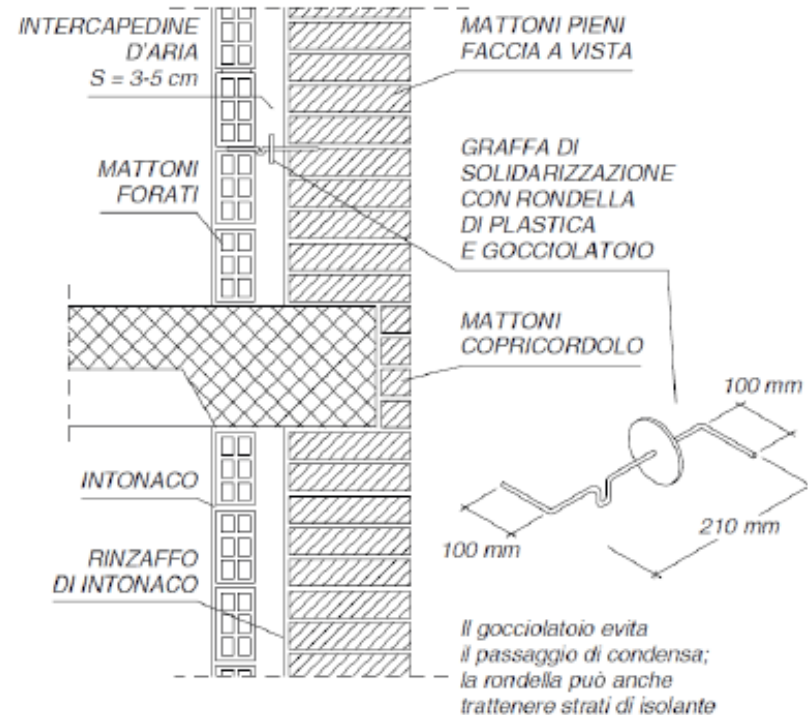 INTERCAPEDINE
D'ARIA
S = 3-5 cm
MATTONI
FORATI
INTONACO
RINZAFFO
DI INTONACO
MATTONI PIENI
FACCIA A VISTA
GRAFFA DI
SOLIDARIZZAZIONE
CON RONDELLA
DI PLASTICA
E GOCCIOLATOIO
MATTONI
COPRICORDOLO
100 mm
210 mm
100 mm
Il gocciolatoio evita
il passaggio di condensa;
la rondella può anche
trattenere strati di isolante